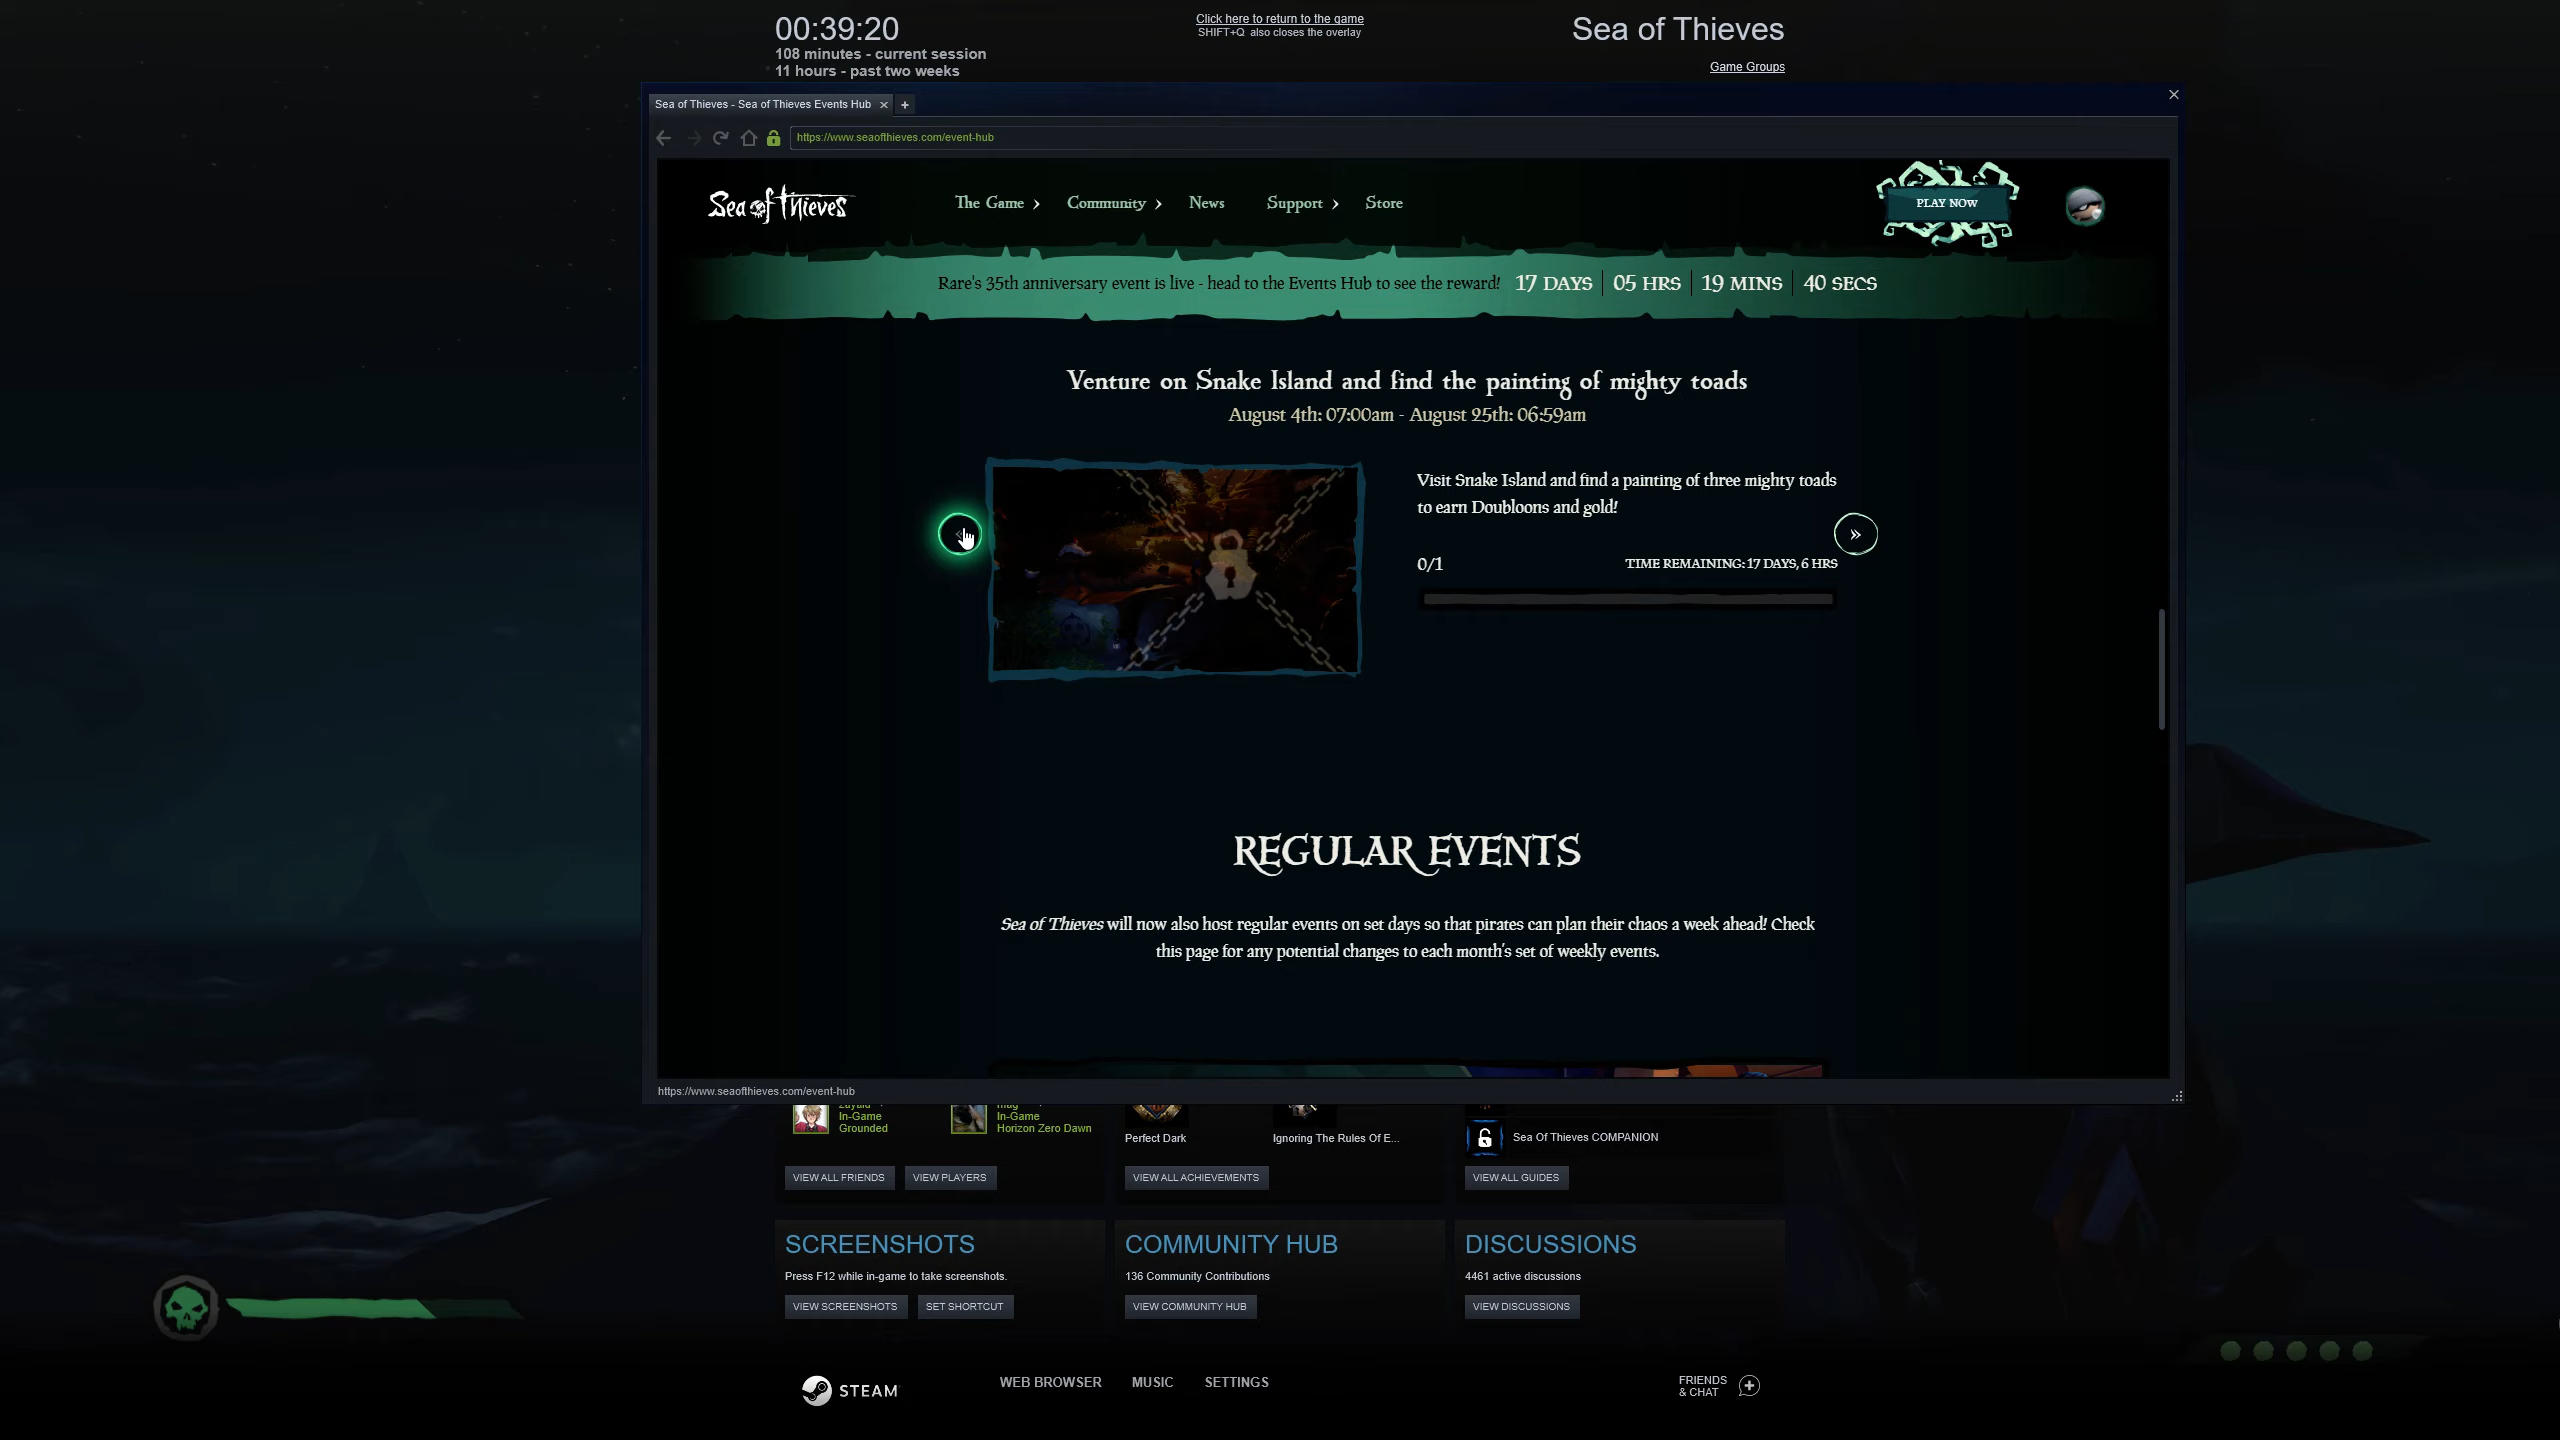 00:39:20
108 minutes - current session
11 hours - past two weeks
Click here to return to the game
SHIFT+Q also closes the overlay
Sea of Thieves
Game Groups
Sea of Thieves - Sea of Thieves Events Hub
https://www.seaofthieves.com/event-hub
Sea of Thieves
The Game
Community
News
Support
Store
PLAY NOW
Rare's 35th anniversary event is live - head to the Events Hub to see the reward! 17 DAYS 05 HRS 19 MINS 40 SECS
Venture on Snake Island and find the painting of mighty toads
August 4th: 07:00am - August 25th: 06:59am
Visit Snake Island and find a painting of three mighty toads
to earn Doubloons and gold!
0/1
TIME REMAINING: 17 DAYS, 6 HRS
REGULAR EVENTS
Sea of Thieves will now also host regular events on set days so that pirates can plan their chaos a week ahead! Check
this page for any potential changes to each month's set of weekly events.
https://www.seaofthieves.com/event-hub
In-Game
Grounded
In-Game
Horizon Zero Dawn
Perfect Dark
Ignoring The Rules Of E...
Sea Of Thieves COMPANION
VIEW ALL FRIENDS
VIEW PLAYERS
VIEW ALL ACHIEVEMENTS
VIEW ALL GUIDES
SCREENSHOTS
Press F12 while in-game to take screenshots.
VIEW SCREENSHOTS
SET SHORTCUT
COMMUNITY HUB
136 Community Contributions
VIEW COMMUNITY HUB
DISCUSSIONS
4461 active discussions
VIEW DISCUSSIONS
STEAM
WEB BROWSER
MUSIC
SETTINGS
FRIENDS
& CHAT